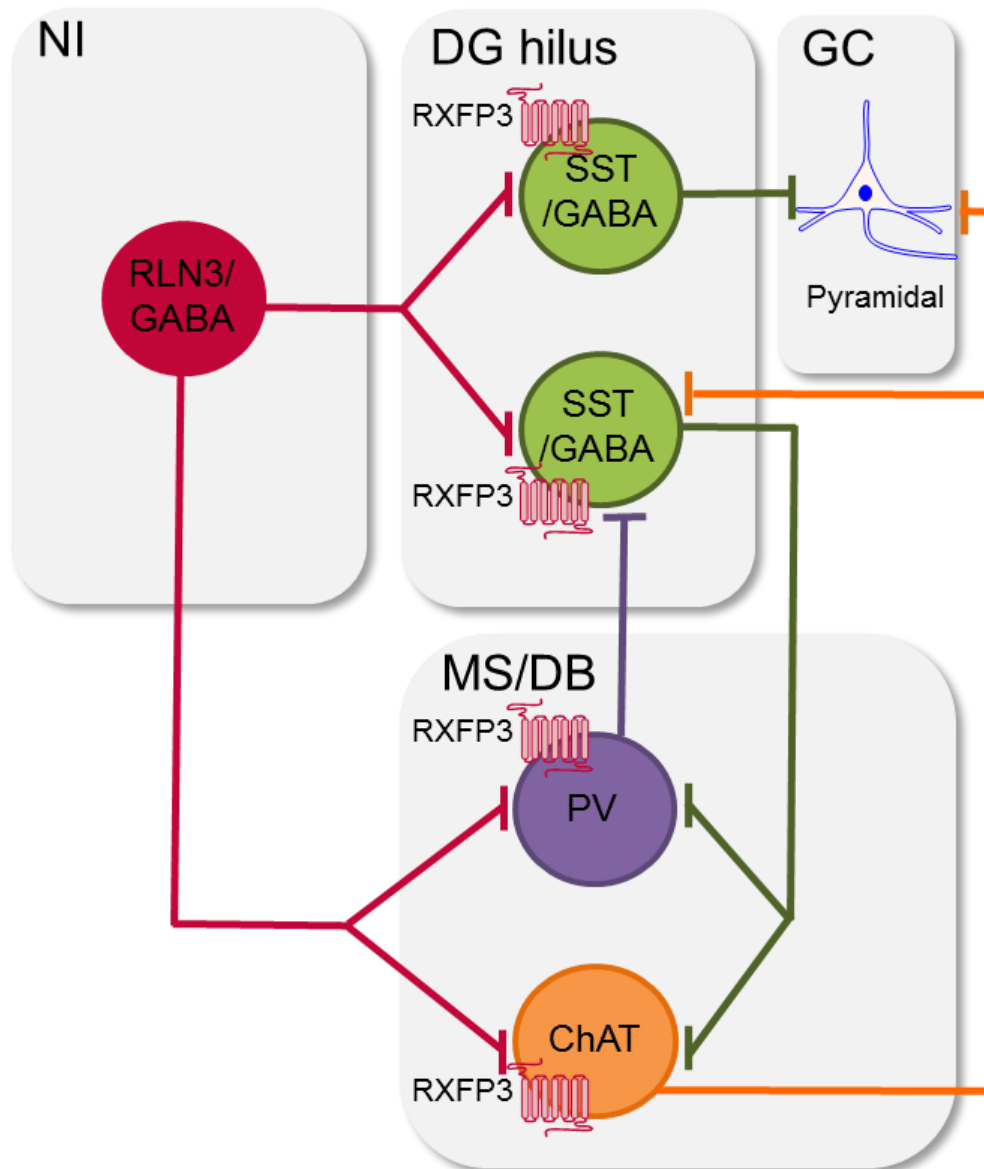 NI
DG hilus
GC
RXFP3
SST
/GABA
RLN3/
GABA
Pyramidal
SST
/GABA
RXFP3
MS/DB
RXFP3
PV
ChAT
RXFP3